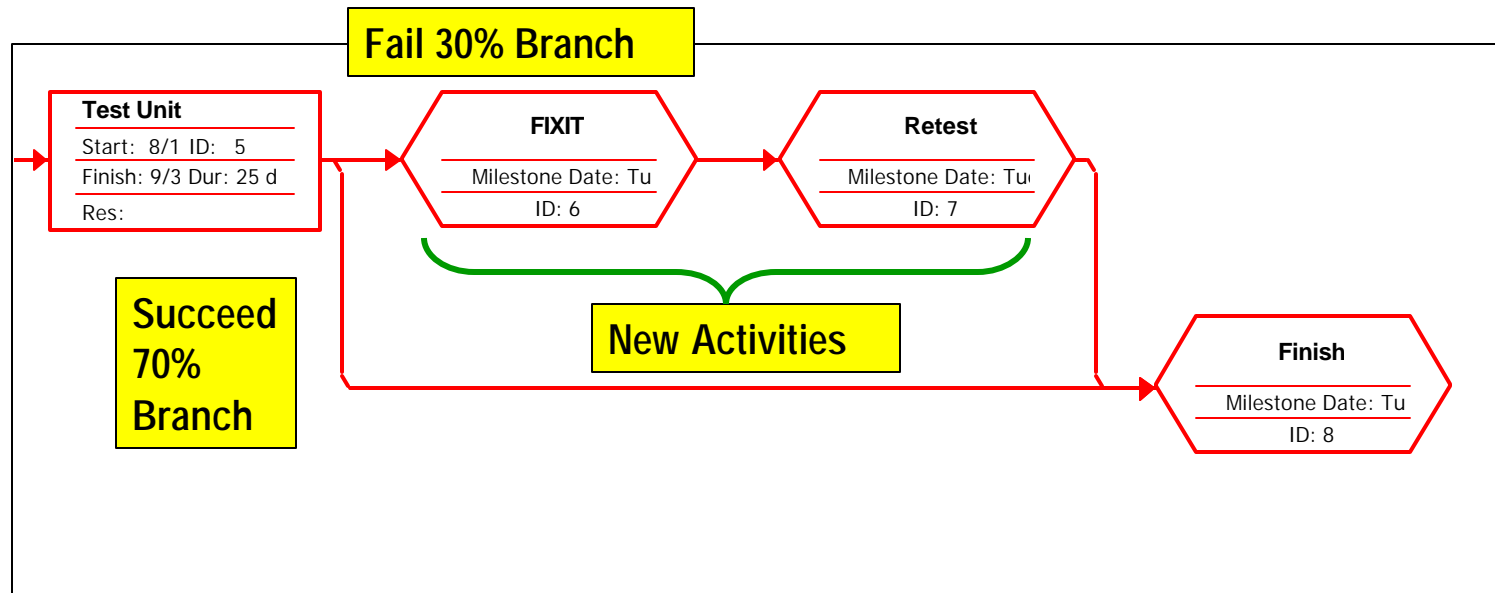 Fail 30% Branch
Test Unit
Start: 8/1 ID: 5
Finish: 9/3 Dur: 25 d
Res:
FIXIT
Milestone Date: Tu
ID: 6
Retest
Milestone Date: Tu
ID: 7
Succeed
70%
Branch
New Activities
Finish
Milestone Date: Tu
ID: 8